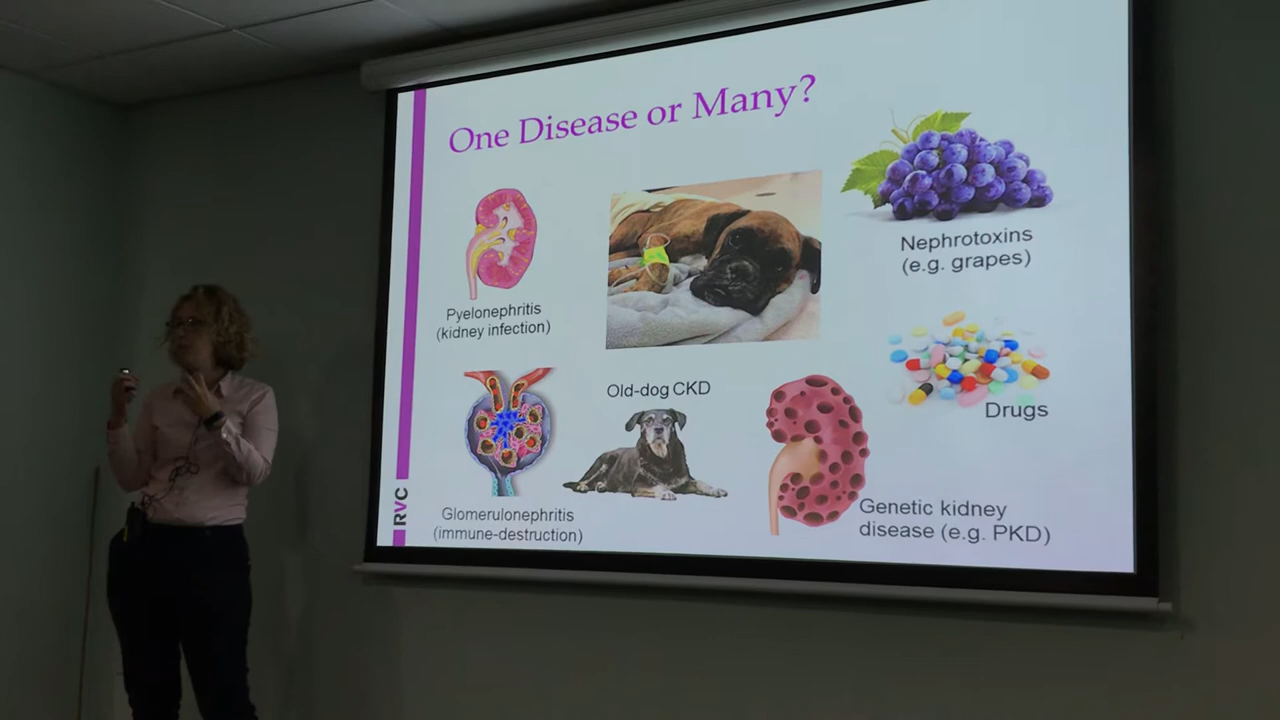 One Disease or Many?
Pyelonephritis
(kidney infection)
Nephrotoxins
(e.g. grapes)
Old-dog CKD
Drugs
Glomerulonephritis
(immune-destruction)
Genetic kidney
disease (e.g. PKD)
RVC